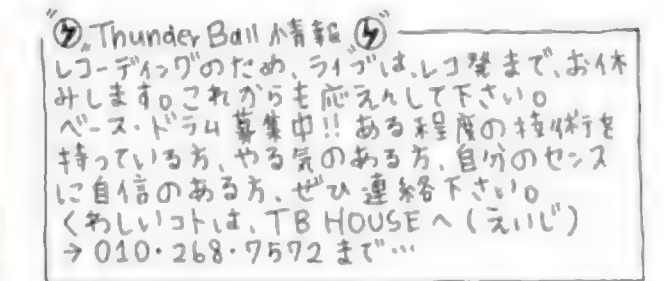 Thunder Ball 情報
レコーディングのため、ライブは、レコ発まで、お休
みします。これからも応えんして下さい。
ベース・ドラム募集中!! ある程度の技術を
持っている方、やる気のある方、自分のセンス
に自信のある方、ぜひ連絡下さい。
くわしいコトは、TB HOUSEへ(えいじ)
→ 010・268・7572まで…